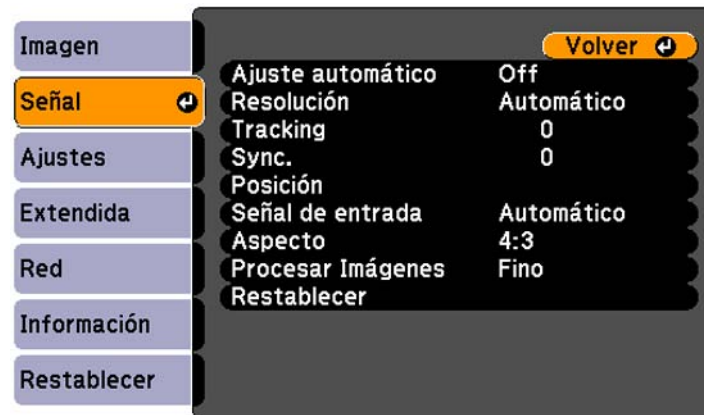 Imagen
Señal
Ajustes
Extendida
Red
Información
Restablecer
Volver
Ajuste automático Off
Resolución Automático
Tracking 0
Sync. 0
Posición
Señal de entrada Automático
Aspecto 4:3
Procesar Imágenes Fino
Restablecer